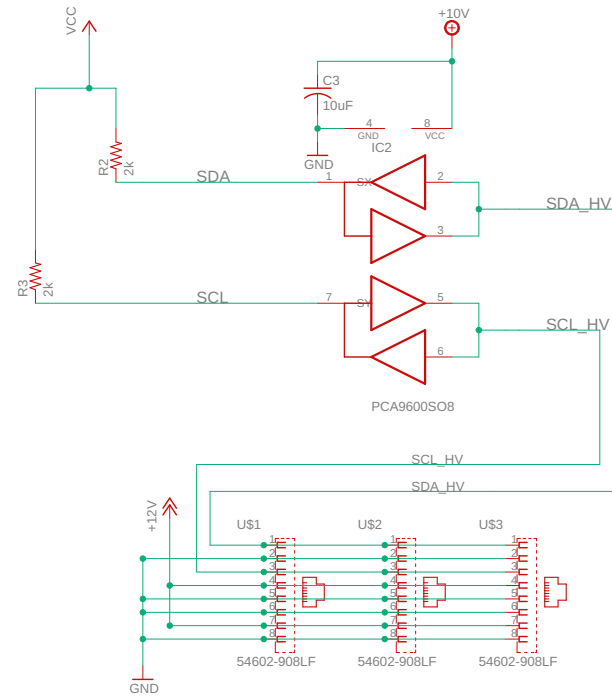 +10V
VCC
C3
10uF
4
8
GND
VCC
IC2
R2
2k
GND
SDA
1
SX
2
SDA_HV
3
R3
2k
SCL
7
SY
5
SCL_HV
6
PCA9600SO8
SCL_HV
SDA_HV
+12V
U$1
U$2
U$3
1
2
3
4
5
6
7
8
1
2
3
4
5
6
7
8
1
2
3
4
5
6
7
8
54602-908LF
54602-908LF
54602-908LF
GND